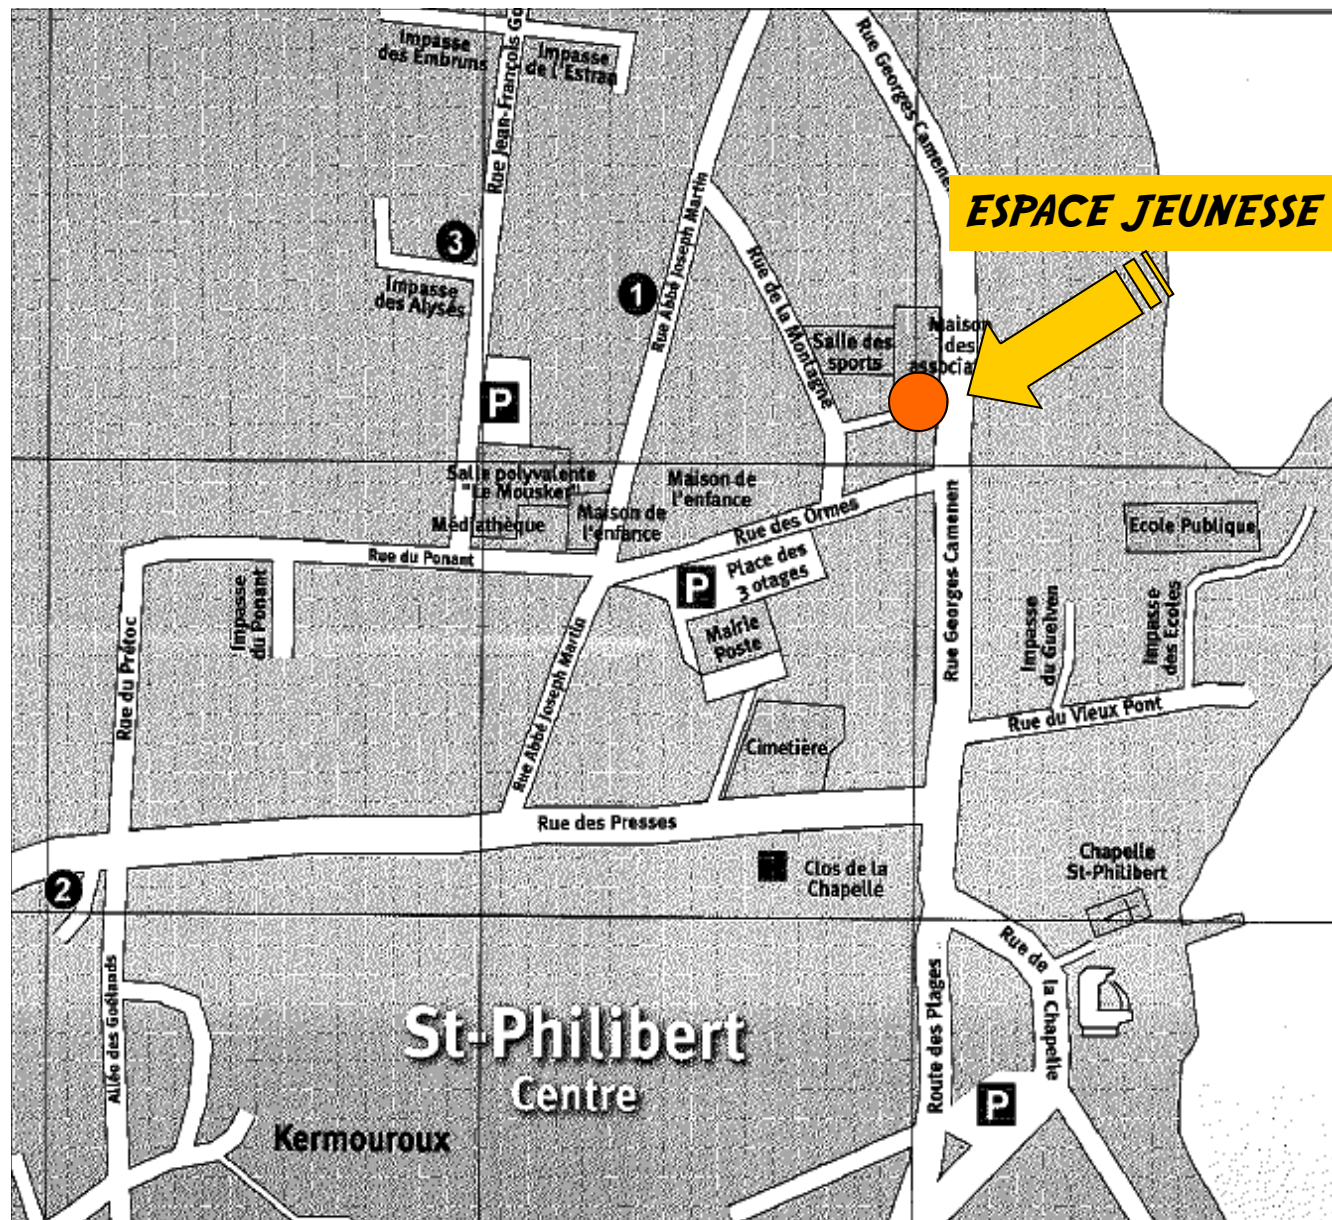 Impasse
des Embruns
Impasse
de l'Estran
Rue Jean-François Go
Rue Georges Camenen
ESPACE JEUNESSE
3
Impasse
des Alysés
1
Rue Abbé Joseph Martin
Rue de la Montagne
Salle des
sports
Maison
des
associat
P
Salle polyvalente
"Le Mousker"
Médiathèque
Maison de
l'enfance
Maison de
l'enfance
Rue des Ormes
Rue du Ponant
Impasse
du Ponant
P
Place des
3 otages
Mairie
Poste
Rue Georges Camenen
Ecole Publique
Impasse
du Guelven
Impasse
des Ecoles
Rue du Prétoc
Rue Abbé Joseph Martin
Rue du Vieux Pont
Cimetière
Rue des Presses
2
Clos de la
Chapelle
Chapelle
St-Philibert
Rue de
la Chapelle
Allée des Goélands
Route des Plages
St-Philibert
Centre
P
Kermouroux